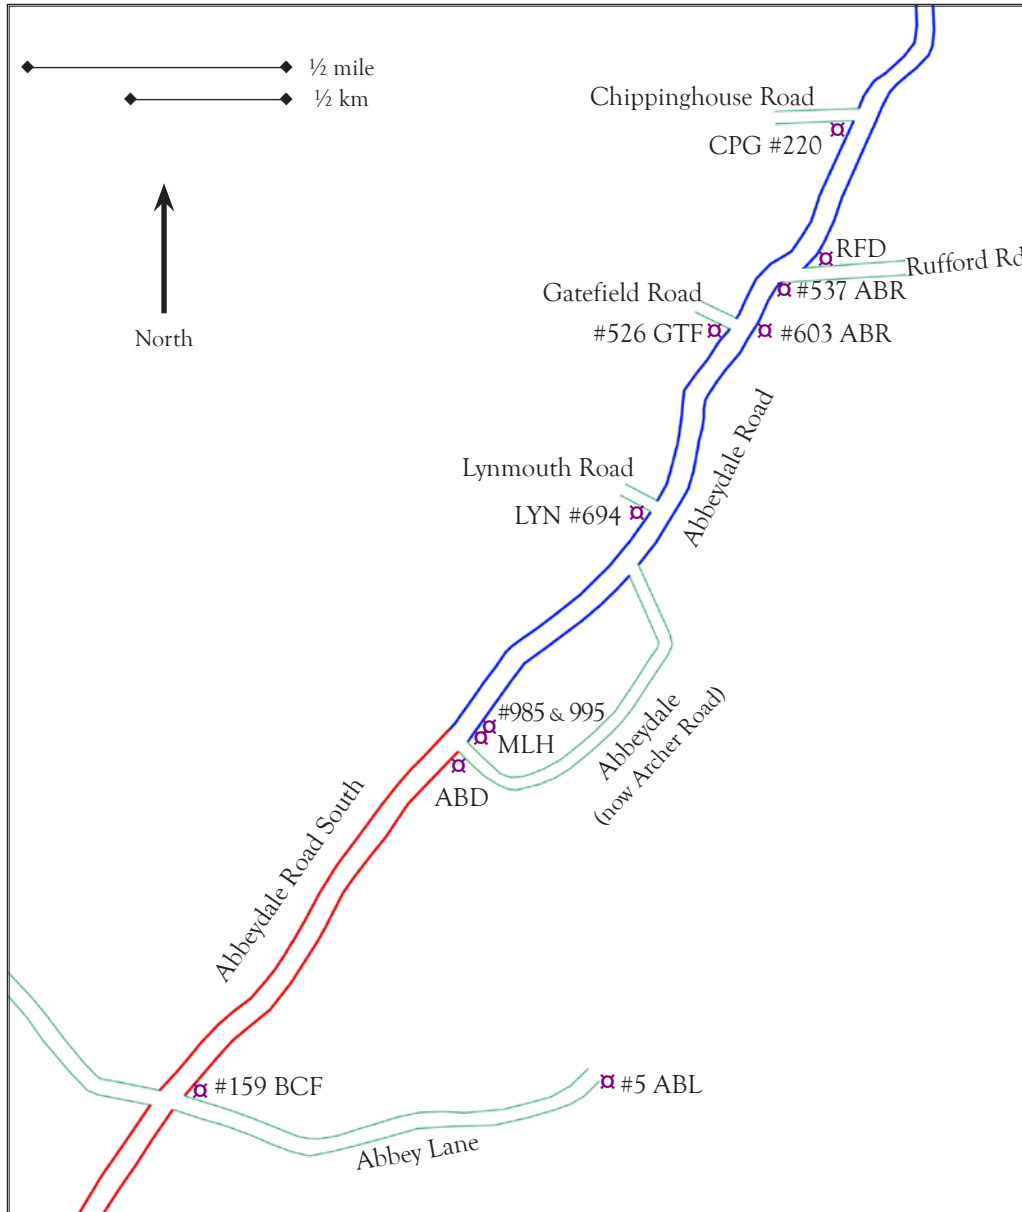 ½ mile
½ km
Chippinghouse Road
CPG #220
North
RFD
Rufford Rd
#537 ABR
Gatefield Road
#526 GTF
#603 ABR
Abbeydale Road
Lynmouth Road
LYN #694
#985 & 995
MLH
ABD
Abbeydale
(now Archer Road)
Abbeydale Road South
#159 BCF
#5 ABL
Abbey Lane